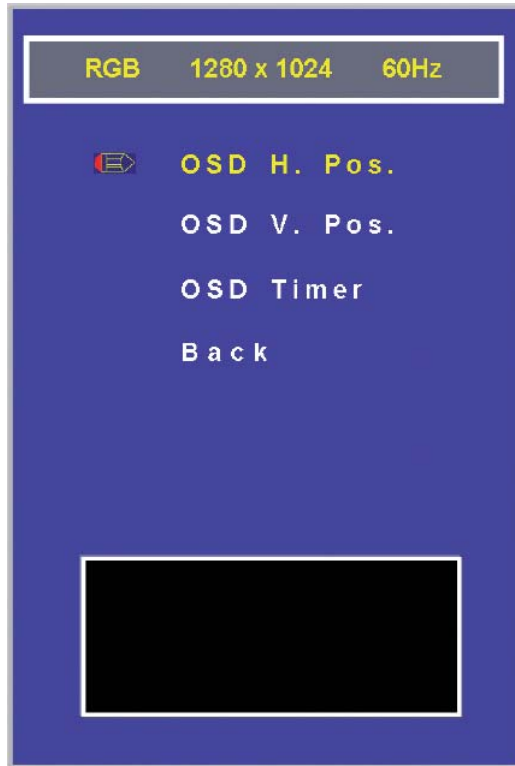 RGB 1280 x 1024 60Hz
OSD H. Pos.
OSD V. Pos.
OSD Timer
Back